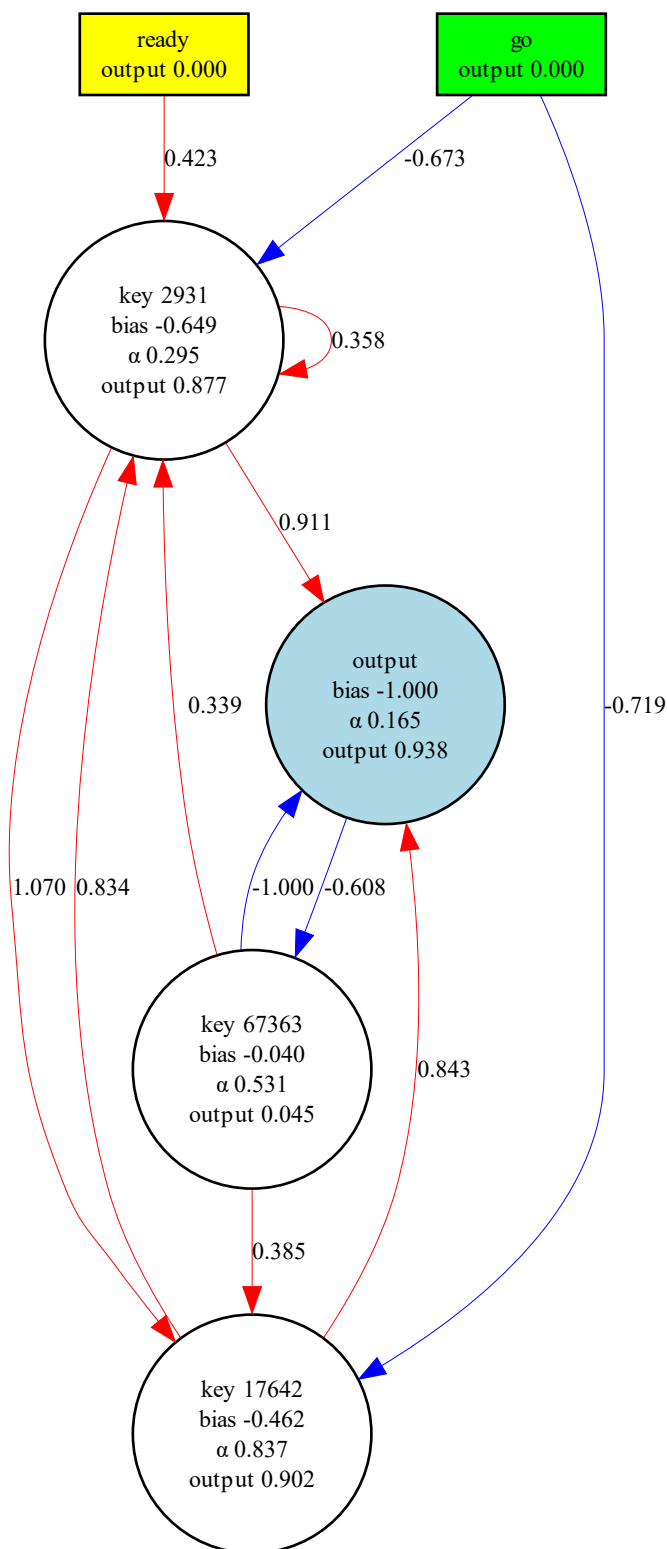 ready
output 0.000
go
output 0.000
0.423
-0.673
key 2931
bias -0.649
α 0.295
output 0.877
0.358
0.911
output
bias -1.000
α 0.165
output 0.938
0.339
-0.719
1.070
0.834
-1.000
-0.608
key 67363
bias -0.040
α 0.531
output 0.045
0.843
0.385
key 17642
bias -0.462
α 0.837
output 0.902